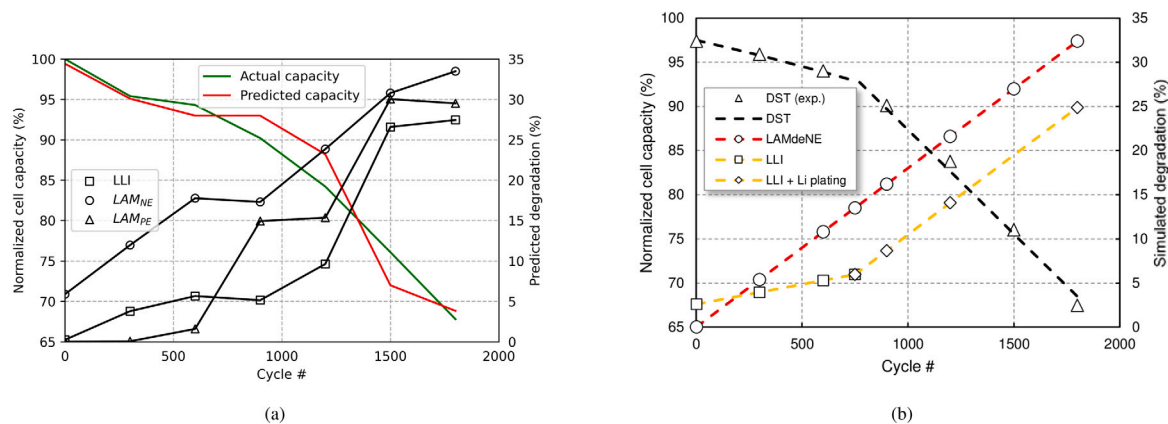 Normalized cell capacity (%)
100
95
90
85
80
75
70
65
Actual capacity
Predicted capacity
LLI
LAM_NE
LAM_PE
35
30
25
20
15
10
5
0
Predicted degradation (%)
0 500 1000 1500 2000
Cycle #
(a)
Normalized cell capacity (%)
100
95
90
85
80
75
70
65
DST (exp.)
DST
LAMdeNE
LLI
LLI + Li plating
35
30
25
20
15
10
5
0
Simulated degradation (%)
0 500 1000 1500 2000
Cycle #
(b)